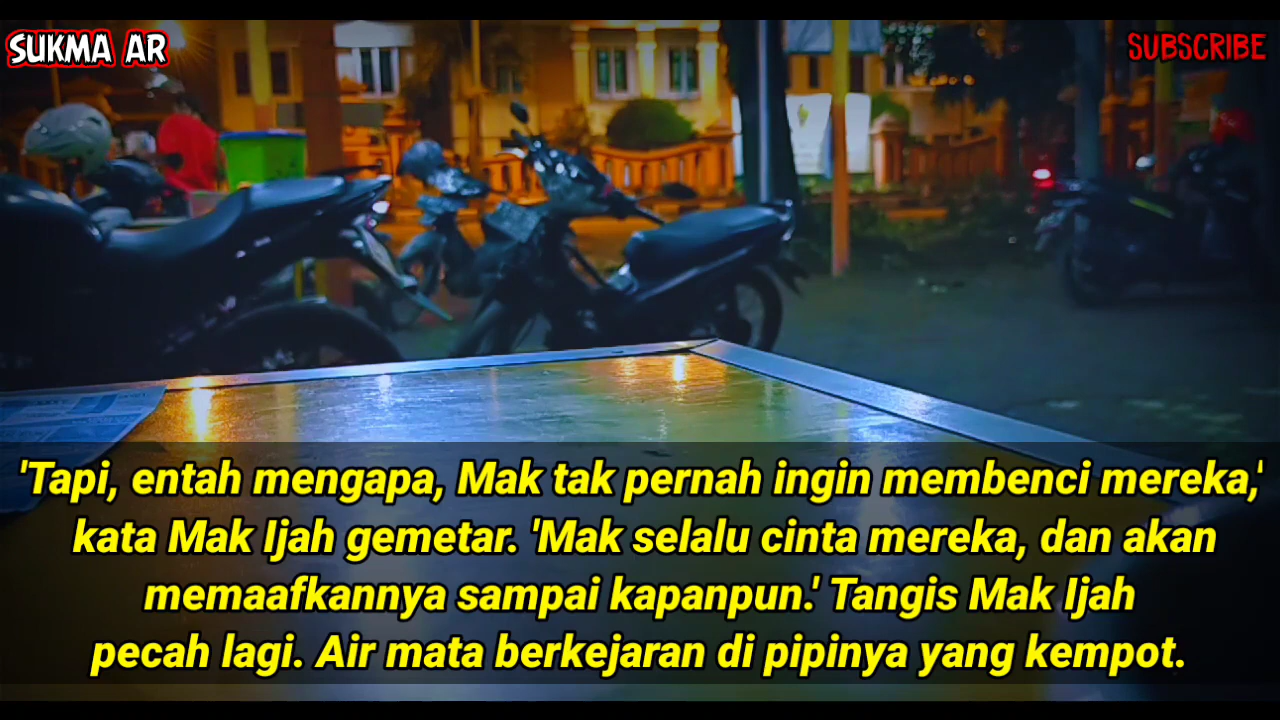 SUKMA AR
SUBSCRIBE
'Tapi, entah mengapa, Mak tak pernah ingin membenci mereka,'
kata Mak Ijah gemetar. 'Mak selalu cinta mereka, dan akan
memaafkannya sampai kapanpun.' Tangis Mak Ijah
pecah lagi. Air mata berkejaran di pipinya yang kempot.